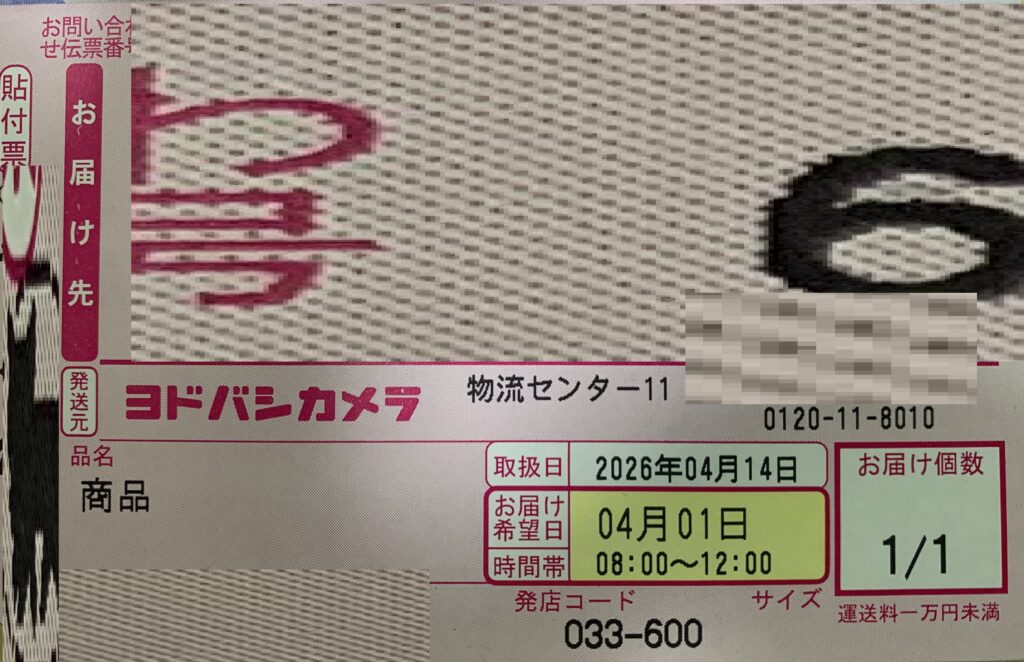 お問い合わ
せ伝票番号
貼付票
お届け先
6
発送元
ヨドバシカメラ
物流センター11
0120-11-8010
品名
商品
取扱日
2026年04月14日
お届け個数
お届け
希望日
04月01日
1/1
時間帯
08:00～12:00
発店コード
サイズ
運送料一万円未満
033-600